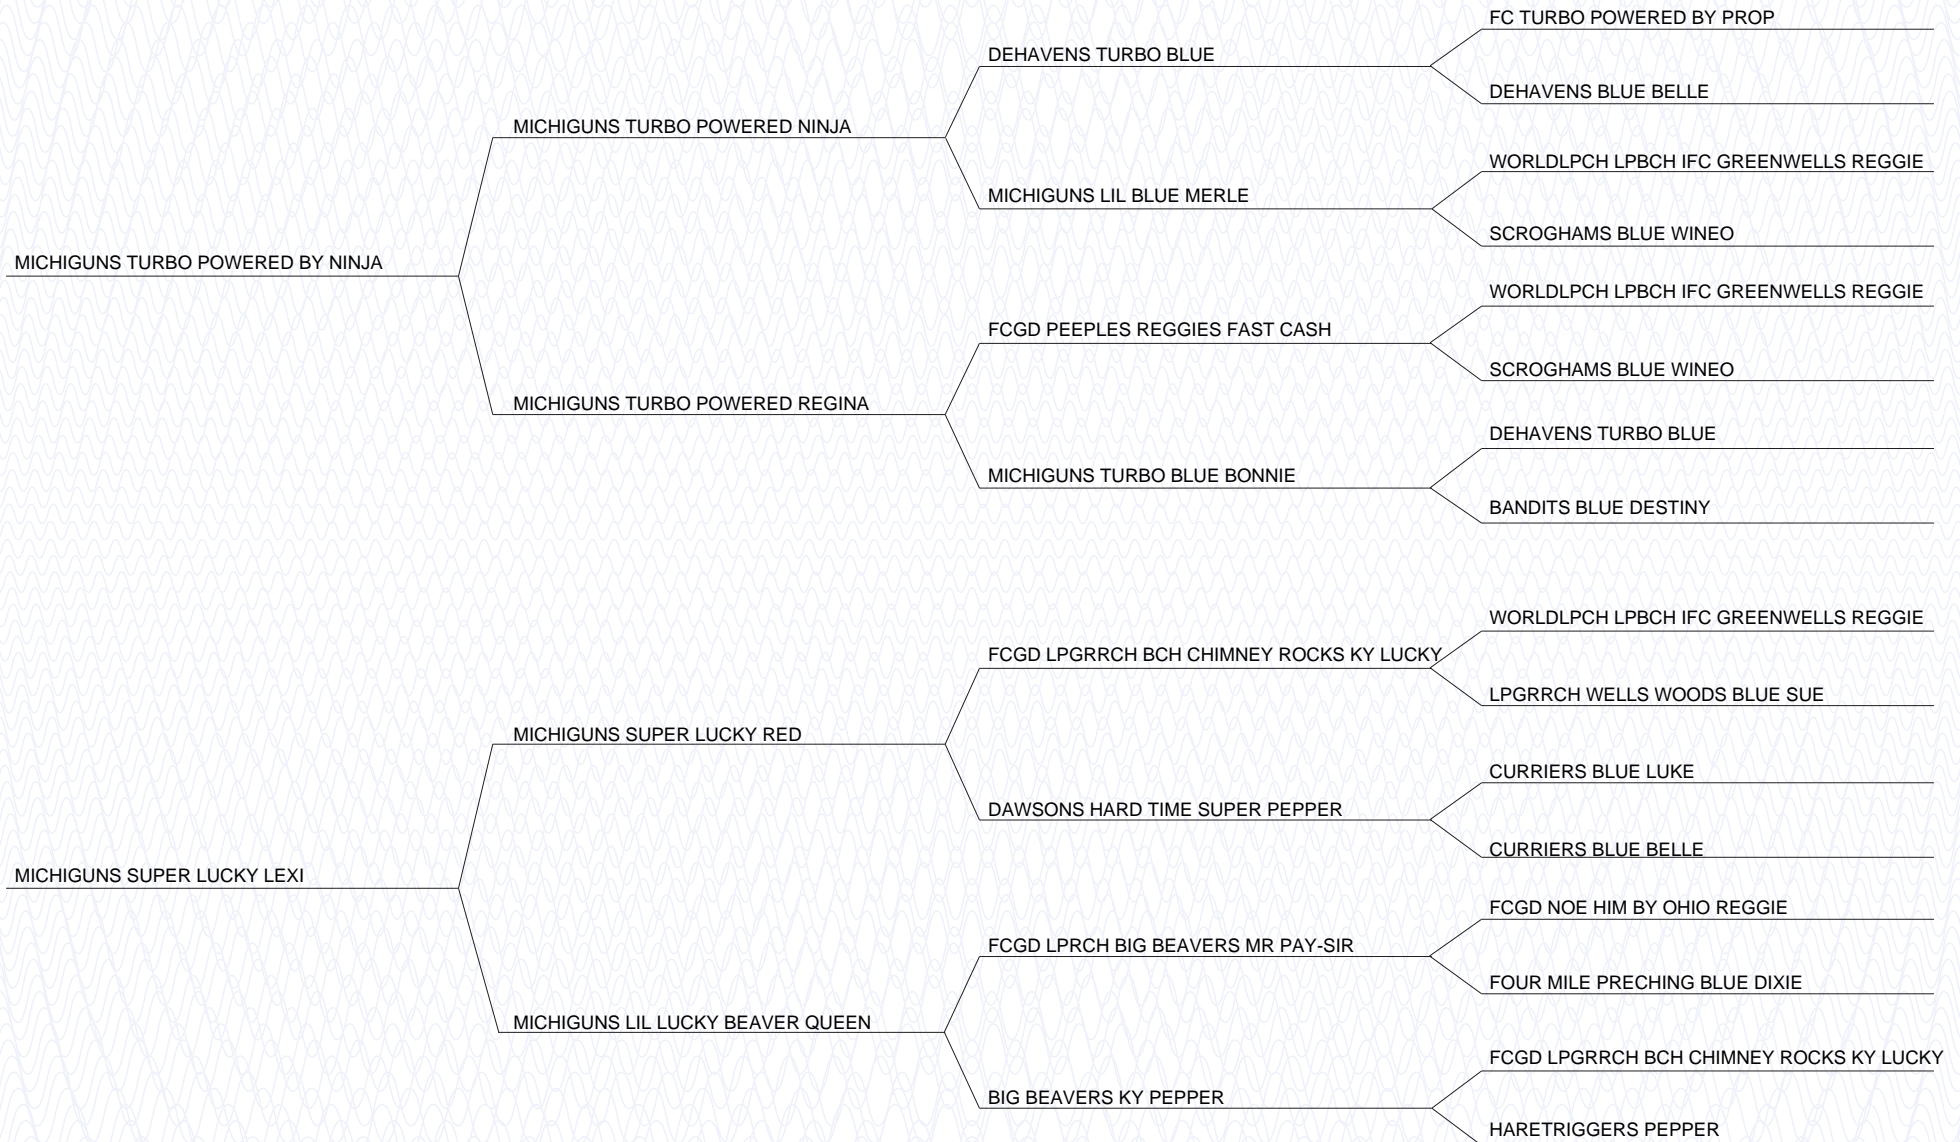 FC TURBO POWERED BY PROP
DEHAVENS TURBO BLUE
DEHAVENS BLUE BELLE
MICHIGUNS TURBO POWERED NINJA
WORLDLPCH LPBCH IFC GREENWELLS REGGIE
MICHIGUNS LIL BLUE MERLE
SCROGHAMS BLUE WINEO
MICHIGUNS TURBO POWERED BY NINJA
WORLDLPCH LPBCH IFC GREENWELLS REGGIE
FCGD PEEPLES REGGIES FAST CASH
SCROGHAMS BLUE WINEO
MICHIGUNS TURBO POWERED REGINA
DEHAVENS TURBO BLUE
MICHIGUNS TURBO BLUE BONNIE
BANDITS BLUE DESTINY
WORLDLPCH LPBCH IFC GREENWELLS REGGIE
FCGD LPGRRCH BCH CHIMNEY ROCKS KY LUCKY
LPGRRCH WELLS WOODS BLUE SUE
MICHIGUNS SUPER LUCKY RED
CURRIERS BLUE LUKE
DAWSONS HARD TIME SUPER PEPPER
CURRIERS BLUE BELLE
MICHIGUNS SUPER LUCKY LEXI
FCGD NOE HIM BY OHIO REGGIE
FCGD LPRCH BIG BEAVERS MR PAY-SIR
FOUR MILE PRECHING BLUE DIXIE
MICHIGUNS LIL LUCKY BEAVER QUEEN
FCGD LPGRRCH BCH CHIMNEY ROCKS KY LUCKY
BIG BEAVERS KY PEPPER
HARETRIGGERS PEPPER